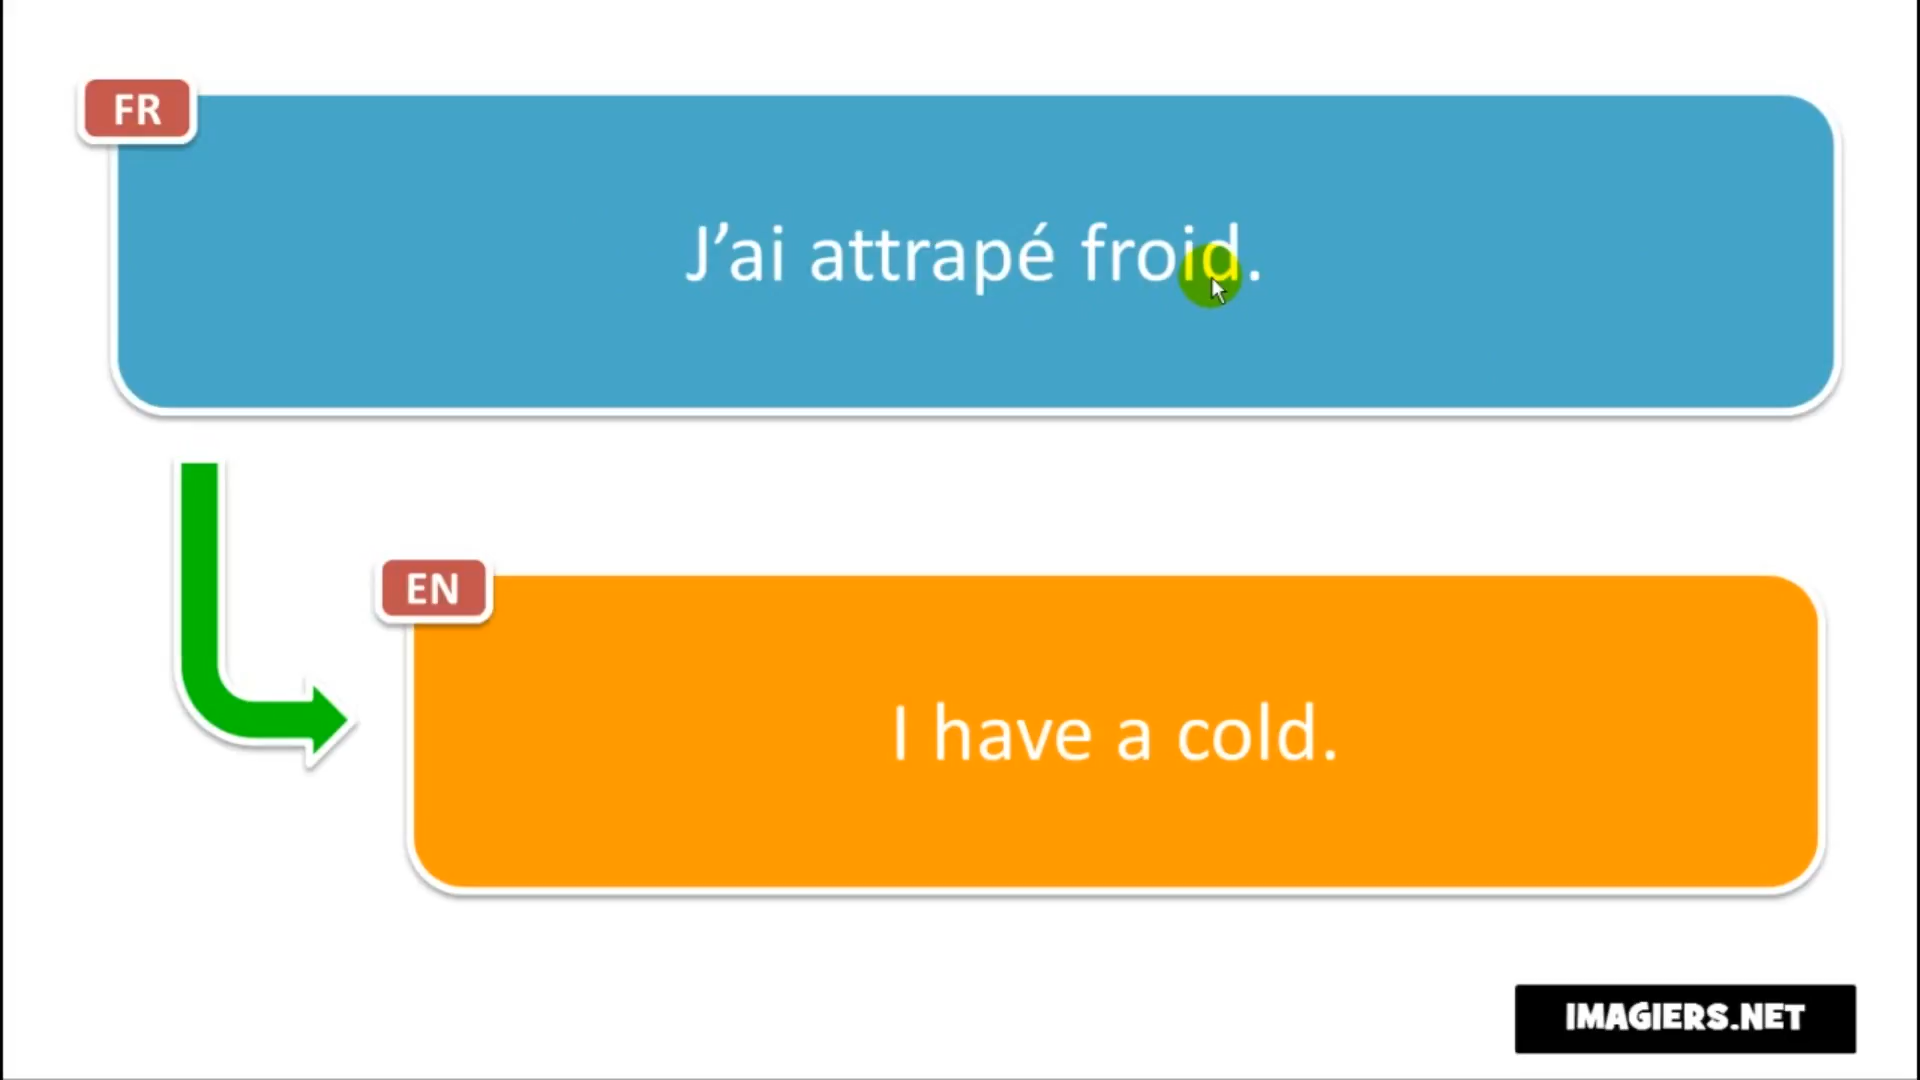 FR
J’ai attrapé froid.
EN
I have a cold.
IMAGIERS.NET